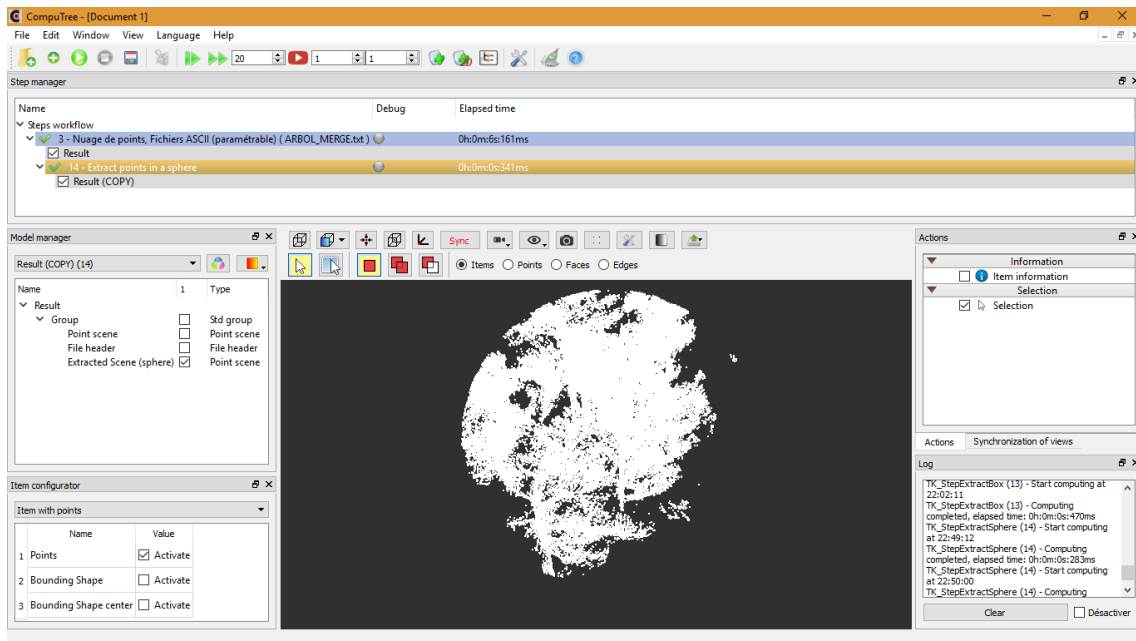 CompuTree - [Document 1]
File Edit Window View Language Help
20 1 1
Step manager
Name Debug Elapsed time
Steps workflow
3 - Nuage de points, Fichiers ASCII (paramétrable) ( ARBOL_MERGE.txt ) 0h:0m:6s:161ms
Result
14 - Extract points in a sphere 0h:0m:0s:341ms
Result (COPY)
Model manager
Result (COPY) (14)
Name 1 Type
Result
Group Std group
Point scene Point scene
File header File header
Extracted Scene (sphere) Point scene
Item configurator
Item with points
Name Value
1 Points Activate
2 Bounding Shape Activate
3 Bounding Shape center Activate
Sync
Items Points Faces Edges
Actions
Information
Item information
Selection
Selection
Actions Synchronization of views
Log
TK_StepExtractBox (13) - Start computing at
22:02:11
TK_StepExtractBox (13) - Computing
completed, elapsed time: 0h:0m:0s:470ms
TK_StepExtractSphere (14) - Start computing
at 22:49:12
TK_StepExtractSphere (14) - Computing
completed, elapsed time: 0h:0m:0s:283ms
TK_StepExtractSphere (14) - Start computing
at 22:50:00
TK_StepExtractSphere (14) - Computing
Clear Désactiver